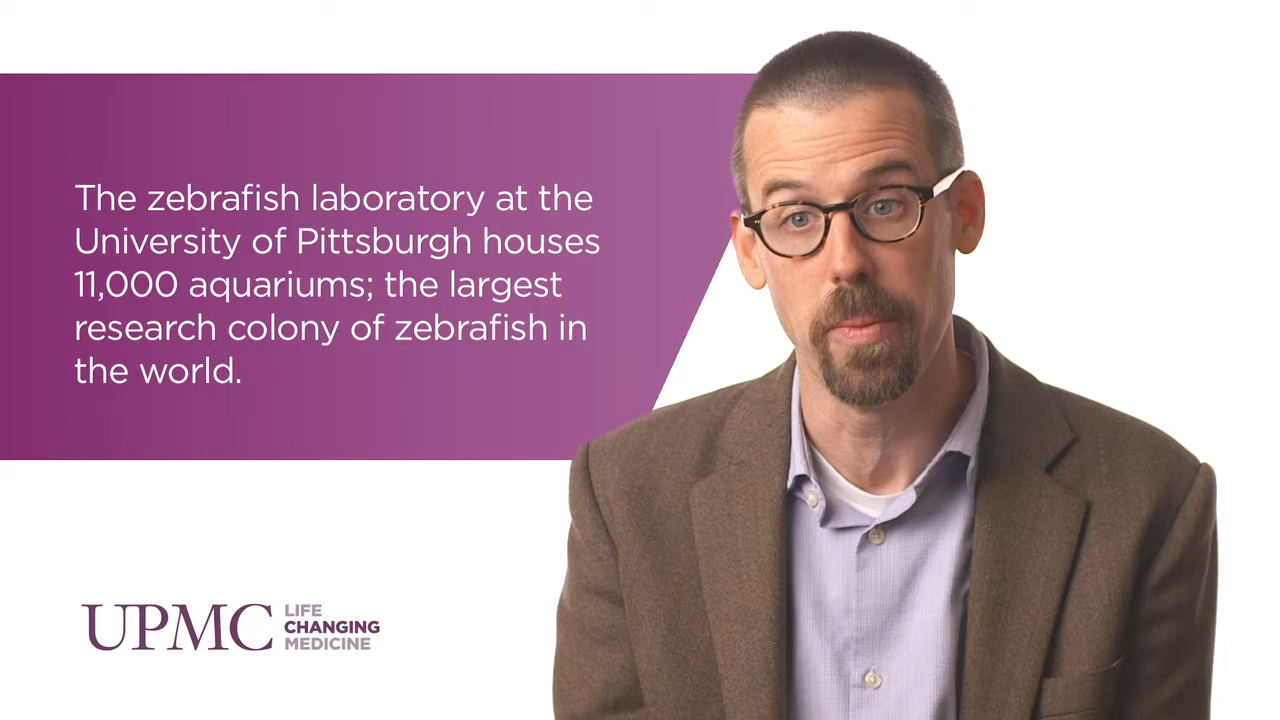 The zebrafish laboratory at the
University of Pittsburgh houses
11,000 aquariums; the largest
research colony of zebrafish in
the world.
UPMC
LIFE
CHANGING
MEDICINE